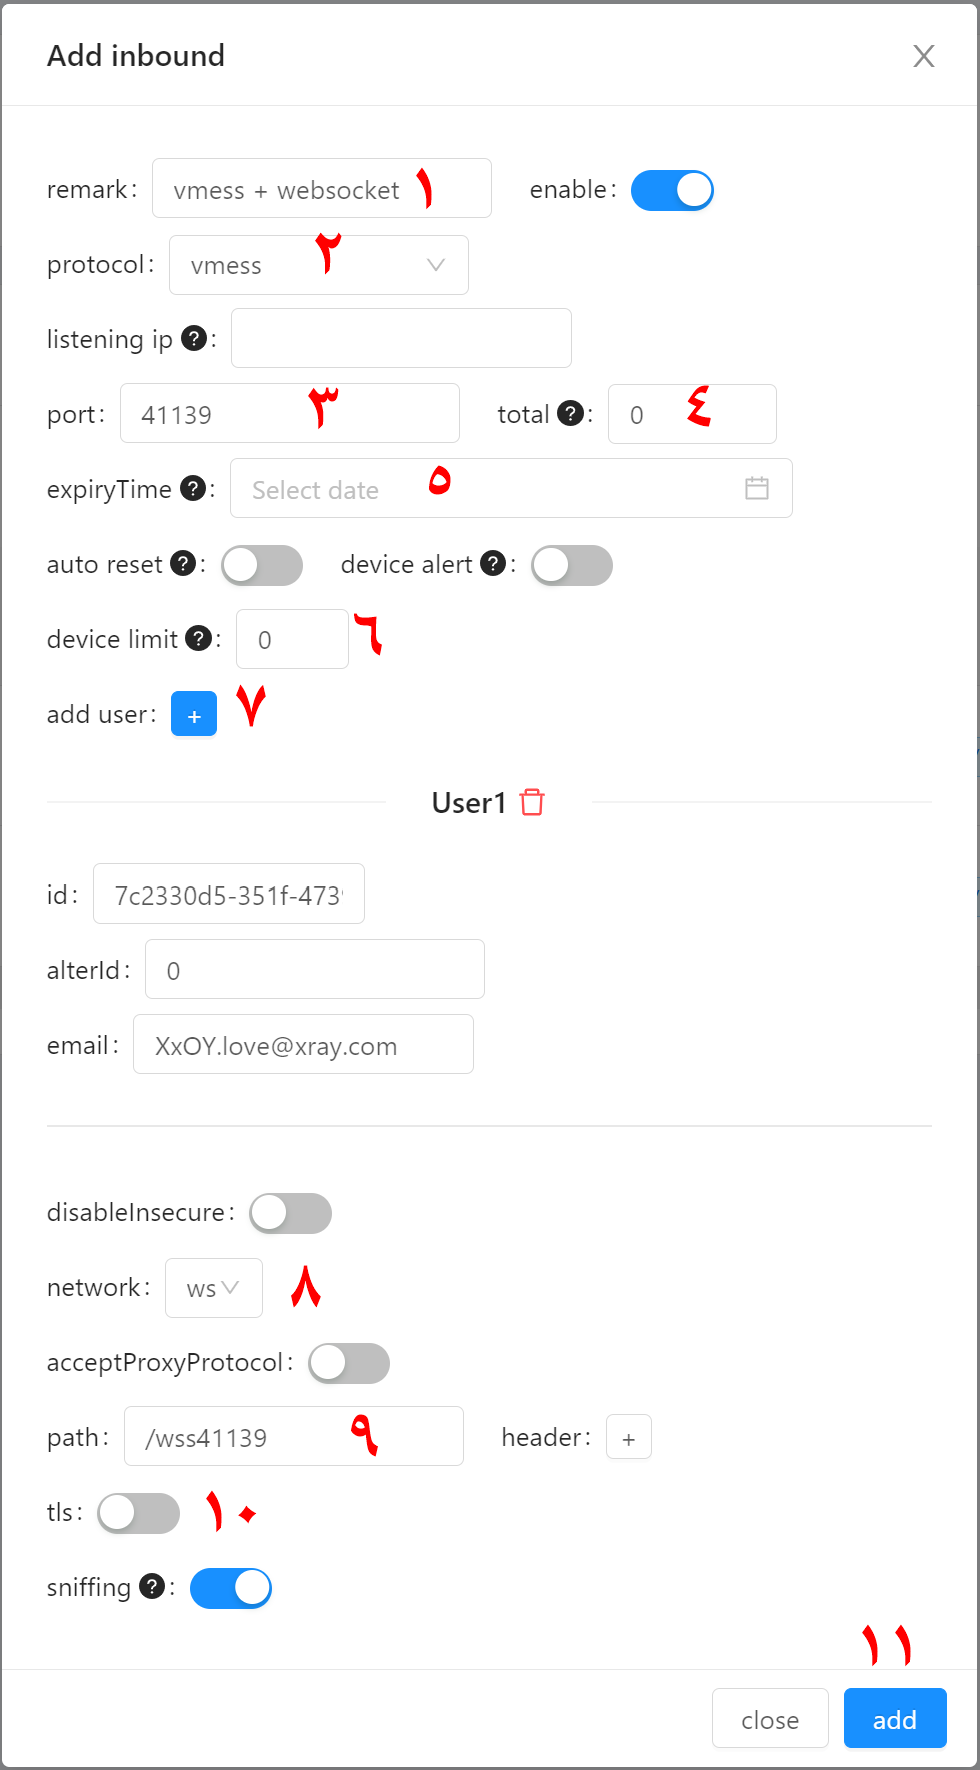 Add inbound
remark: vmess + websocket ١ enable:
protocol: vmess ٢
listening ip ? :
port: 41139 ٣ total ? : 0 ٤
expiryTime ? : Select date ٥
auto reset ? : device alert ? :
device limit ? : 0 ٦
add user: + ٧
User1
id: 7c2330d5-351f-473
alterId: 0
email: XxOY.love@xray.com
disableInsecure:
network: ws ٨
acceptProxyProtocol:
path: /wss41139 ٩ header: +
tls: ١٠
sniffing ? :
١١
close add